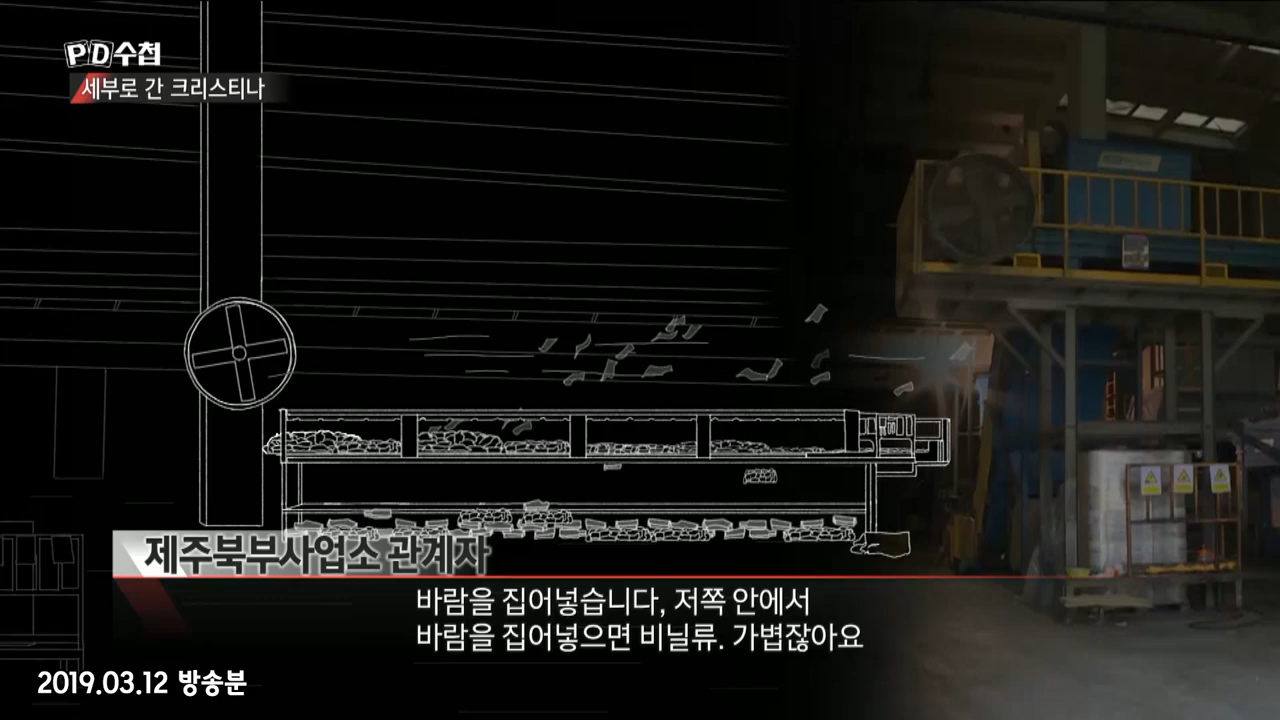 PD수첩
세부로 간 크리스티나
제주북부사업소 관계자
바람을 집어넣습니다, 저쪽 안에서
바람을 집어넣으면 비닐류. 가볍잖아요
2019.03.12 방송분